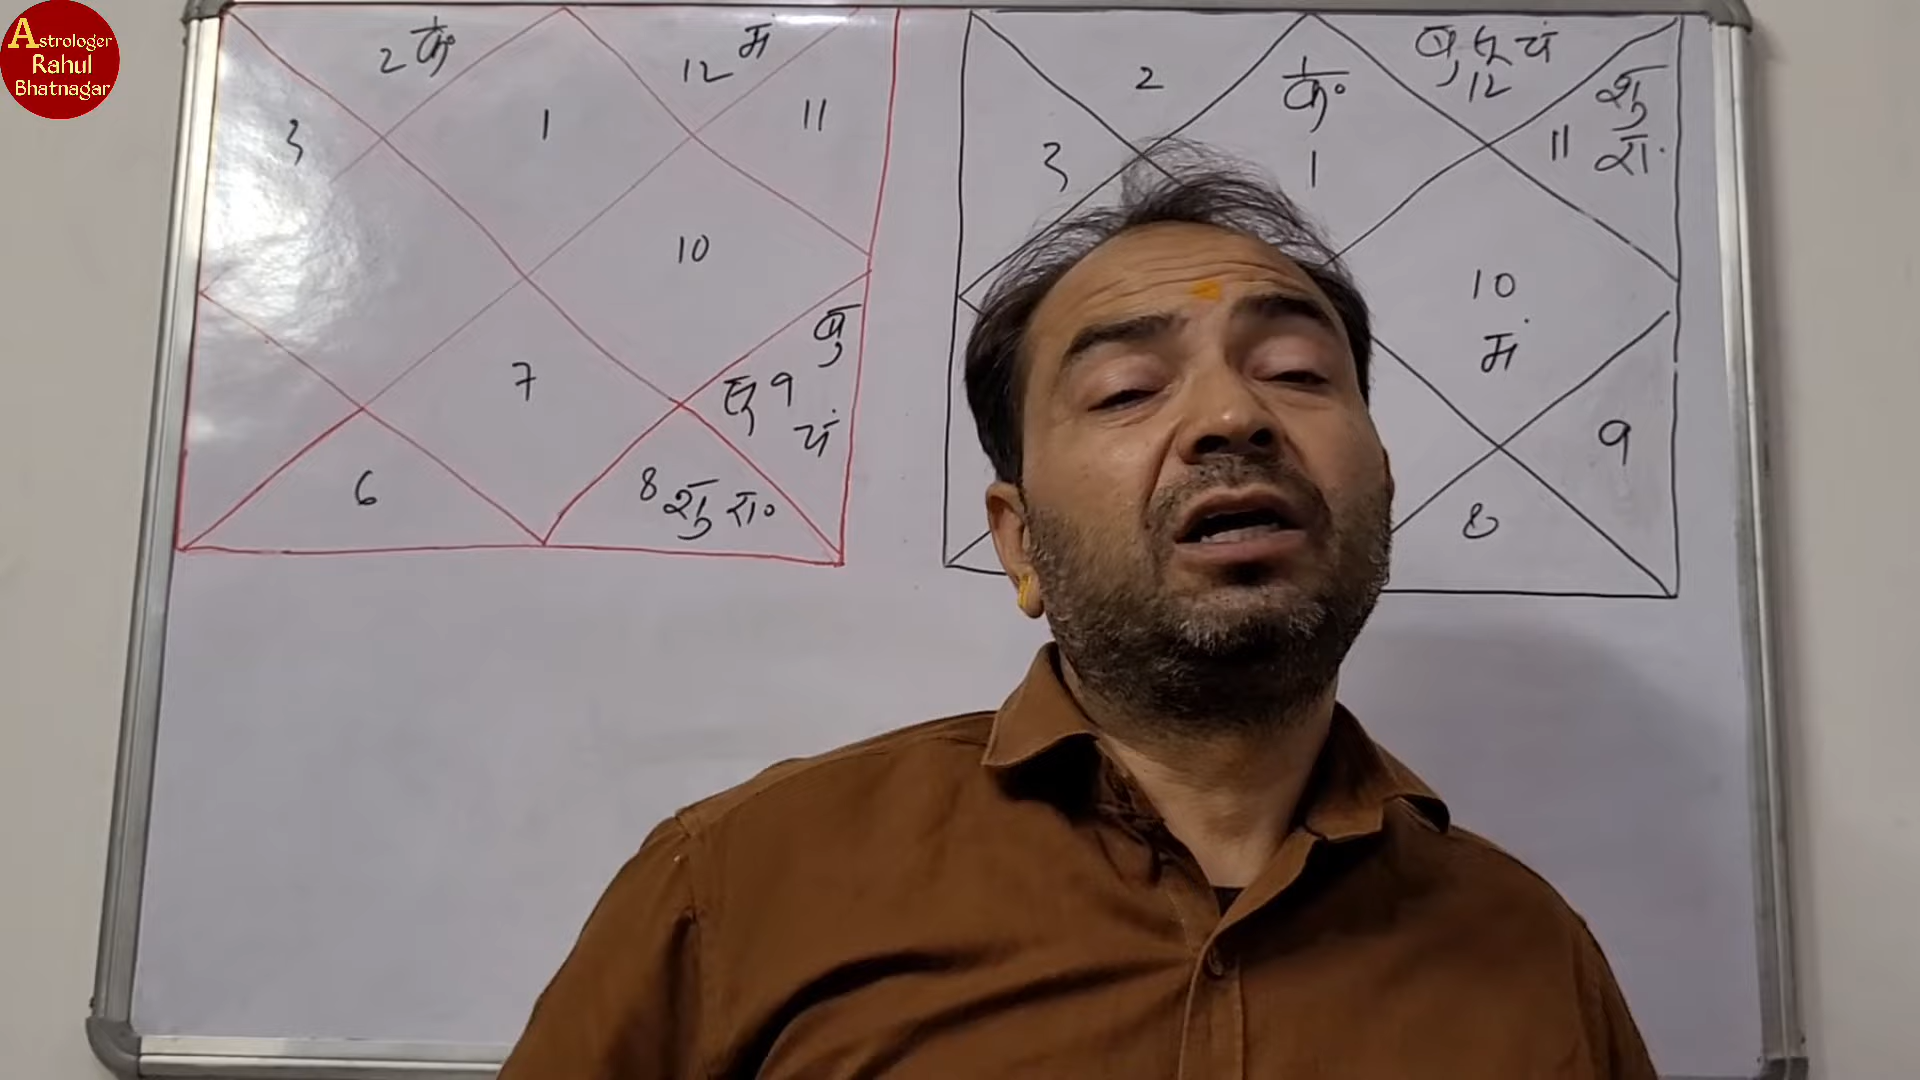 Astrologer
Rahul
Bhatnagar
2 के॰
12 मं
3
1
11
10
7
बु
सू 9
चं
6
8 शु रा॰
2
के॰
1
बु सू चं
12
शु
11 रा॰
3
10
मं
9
8